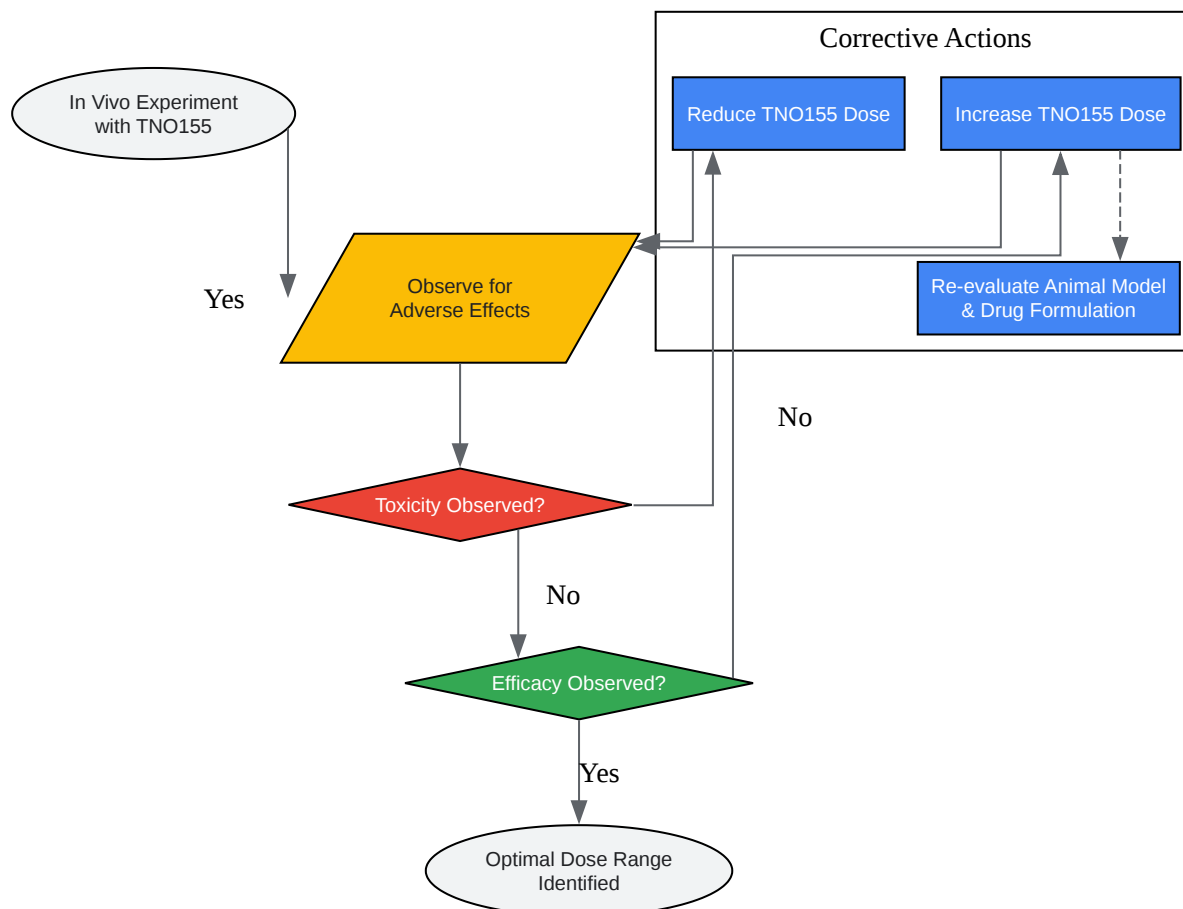 Corrective Actions
In Vivo Experiment
with TNO155
Reduce TNO155 Dose
Increase TNO155 Dose
Yes
Observe for
Adverse Effects
Re-evaluate Animal Model
& Drug Formulation
No
Toxicity Observed?
No
Efficacy Observed?
Yes
Optimal Dose Range
Identified